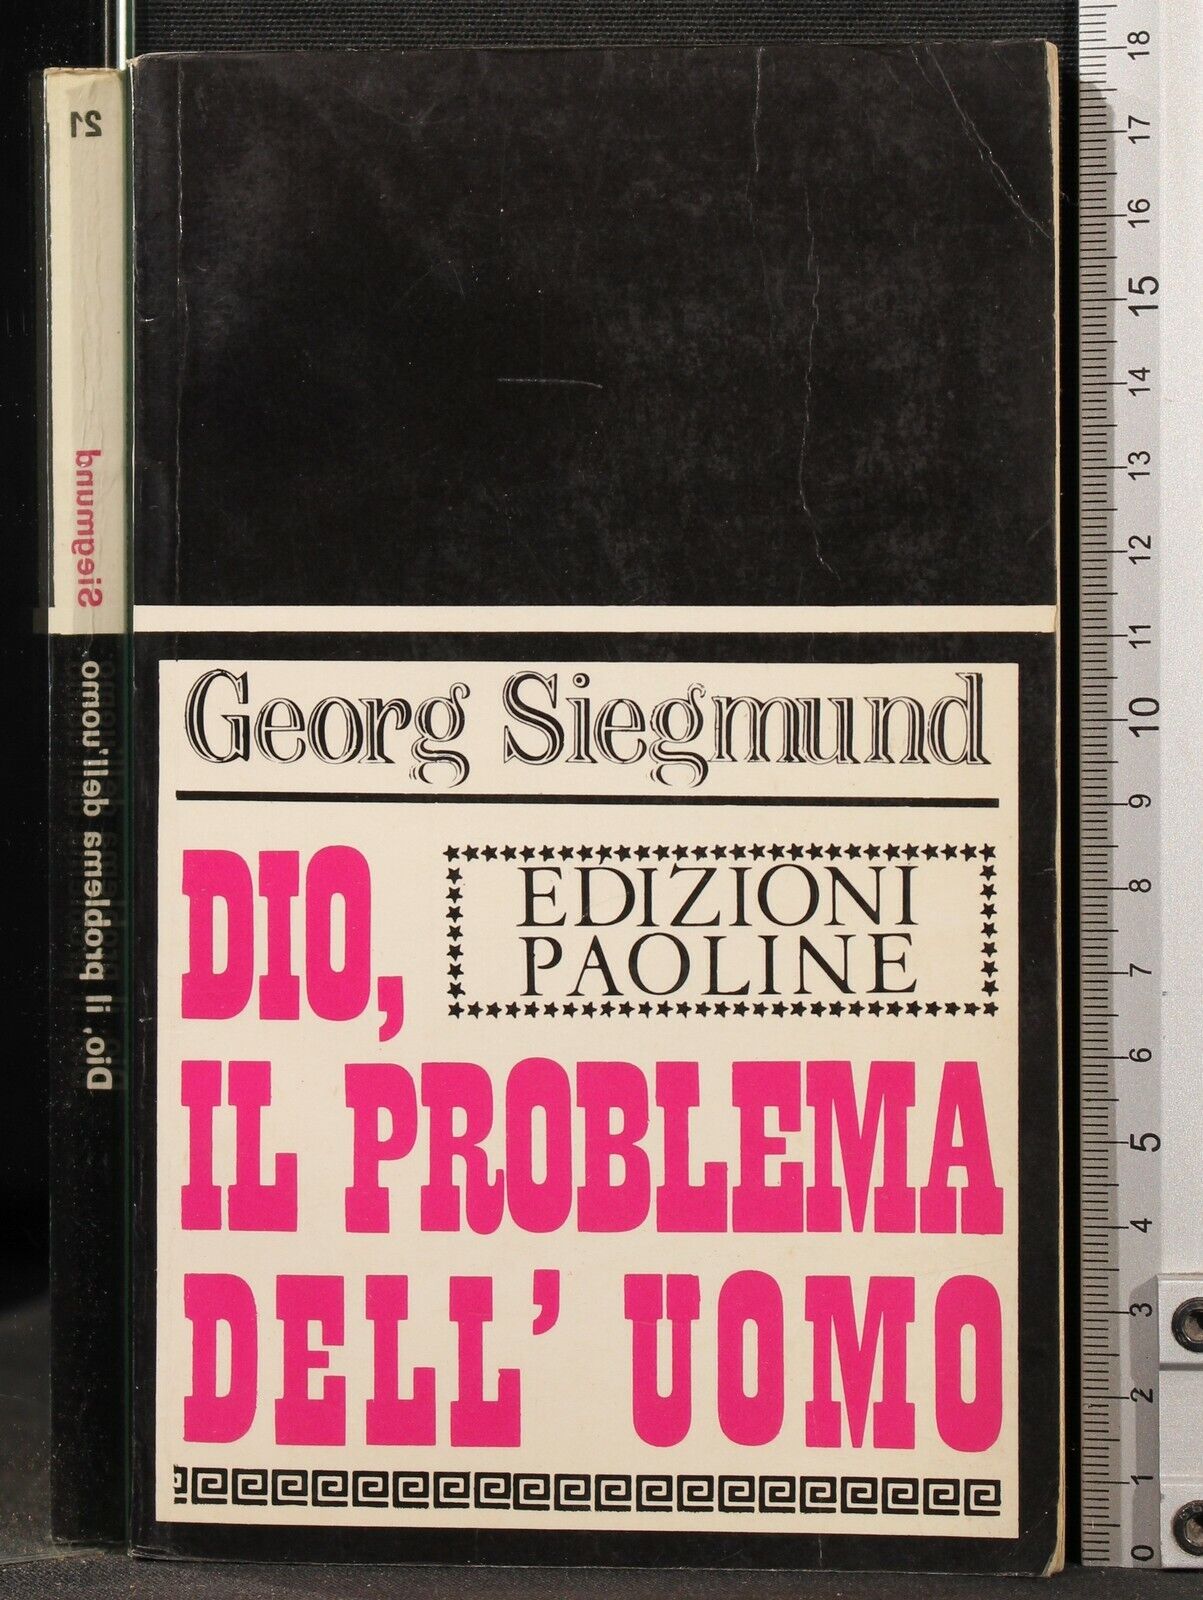 21
Siegmund
Dio, il problema dell'uomo
Georg Siegmund
DIO,
EDIZIONI
PAOLINE
IL PROBLEMA
DELL' UOMO
18
17
16
15
14
13
12
11
10
9
8
7
6
5
4
3
2
1
0